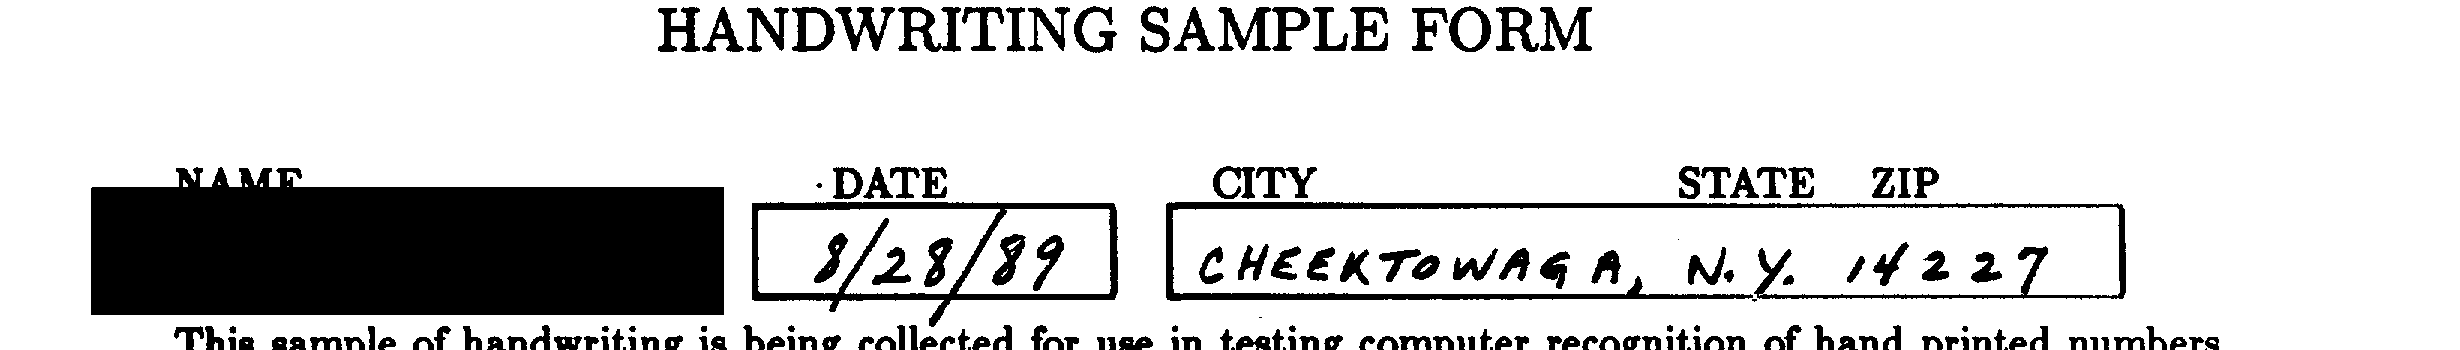 HANDWRITING SAMPLE FORM
NAME DATE CITY STATE ZIP
8/28/89 CHEEKTOWAGA, N.Y. 14227
This sample of handwriting is being collected for use in testing computer recognition of hand printed numbers